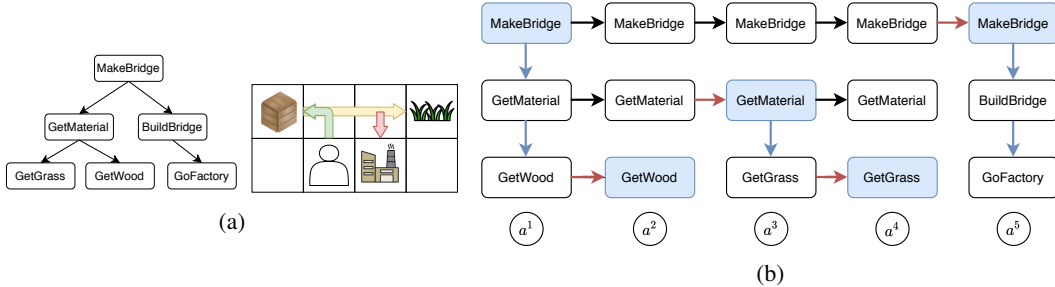 MakeBridge
GetMaterial BuildBridge
GetGrass GetWood GoFactory
(a)
MakeBridge MakeBridge MakeBridge MakeBridge MakeBridge
GetMaterial GetMaterial GetMaterial GetMaterial BuildBridge
GetWood GetWood GetGrass GetGrass GoFactory
a¹ a² a³ a⁴ a⁵
(b)